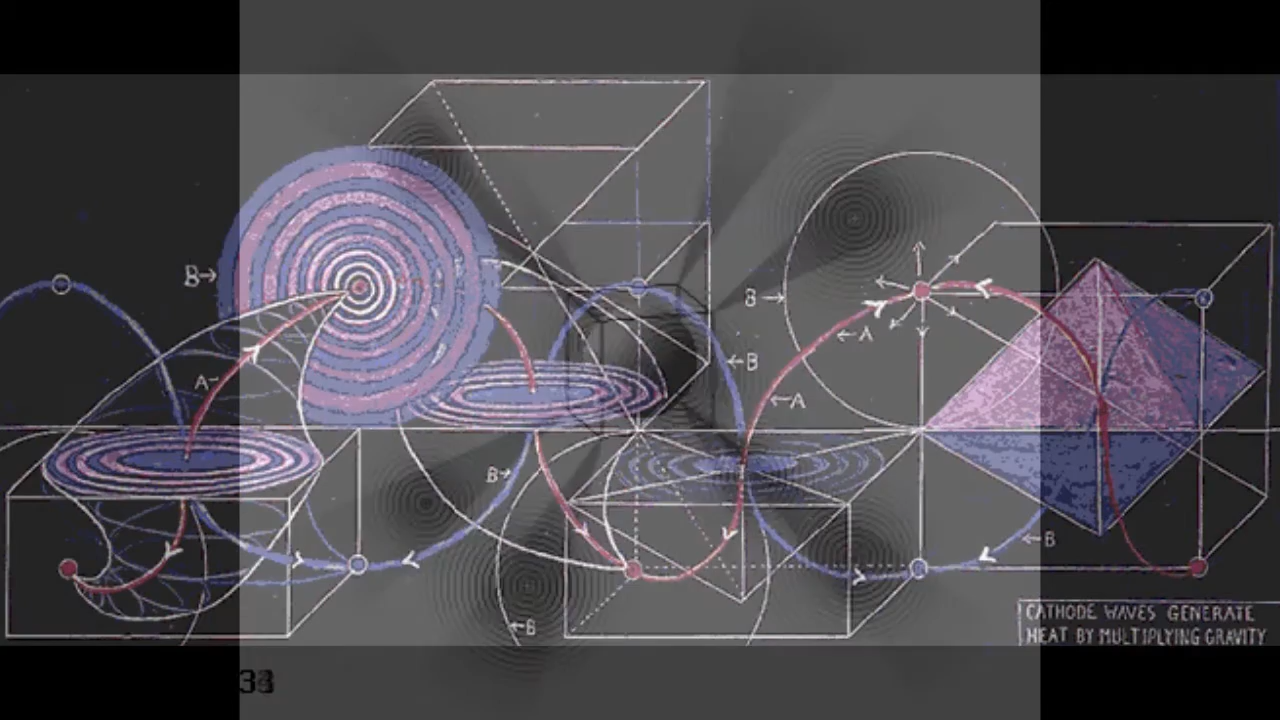 B→
A-
B→
←B
←A
←A
B→
←B
←B
CATHODE WAVES GENERATE
HEAT BY MULTIPLYING GRAVITY